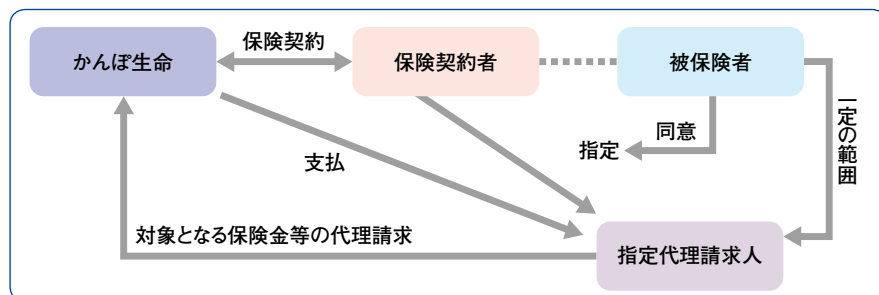 保険契約
かんぽ生命
保険契約者
被保険者
同意
指定
一定の範囲
支払
対象となる保険金等の代理請求
指定代理請求人